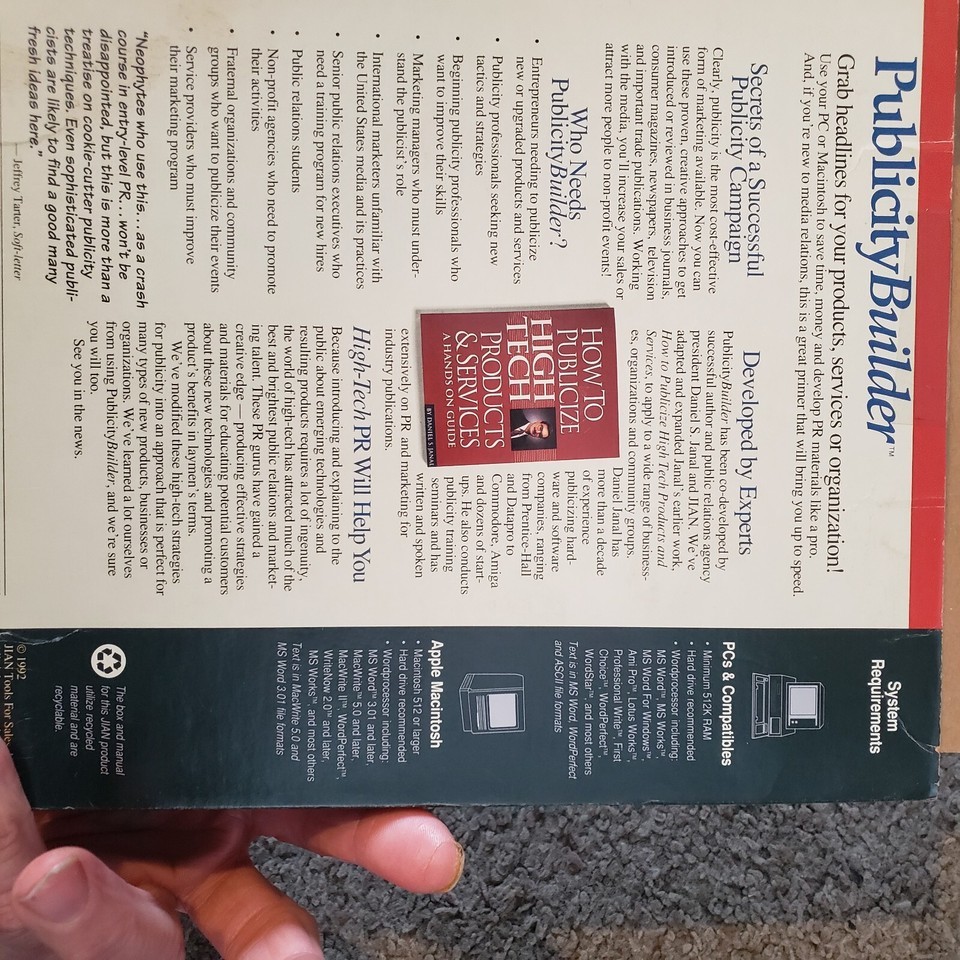 PublicityBuilder™
Grab headlines for your products, services or organization!
Use your PC or Macintosh to save time, money and develop PR materials like a pro.
And, if you're new to media relations, this is a great primer that will bring you up to speed.
Secrets of a Successful
Publicity Campaign
Clearly, publicity is the most cost-effective
form of marketing available. Now you can
use these proven, creative approaches to get
introduced or reviewed in business journals,
consumer magazines, newspapers, television
and important trade publications. Working
with the media, you'll increase your sales or
attract more people to non-profit events!
Who Needs
PublicityBuilder?
• Entrepreneurs needing to publicize
new or upgraded products and services
• Publicity professionals seeking new
tactics and strategies
• Beginning publicity professionals who
want to improve their skills
• Marketing managers who must under-
stand the publicist's role
• International marketers unfamiliar with
the United States media and its practices
• Senior public relations executives who
need a training program for new hires
• Public relations students
• Non-profit agencies who need to promote
their activities
• Fraternal organizations and community
groups who want to publicize their events
• Service providers who must improve
their marketing program
"Neophytes who use this...as a crash
course in entry-level PR...won't be
disappointed, but this is more than a
treatise on cookie-cutter publicity
techniques. Even sophisticated publi-
cists are likely to find a good many
fresh ideas here."
— Jeffrey Tarter, Soft•letter
Developed by Experts
PublicityBuilder has been co-developed by
successful author and public relations agency
president Daniel S. Janal and JIAN. We've
adapted and expanded Janal's earlier work,
How to Publicize High Tech Products and
Services, to apply to a wide range of business-
es, organizations and community groups.
Daniel Janal has
more than a decade
of experience
publicizing hard-
ware and software
companies, ranging
from Prentice-Hall
and Datapro to
Commodore, Amiga
and dozens of start-
ups. He also conducts
publicity training
seminars and has
written and spoken
extensively on PR and marketing for
industry publications.
HOW TO
PUBLICIZE
HIGH
TECH
PRODUCTS
& SERVICES
A HANDS ON GUIDE
BY DANIEL S. JANAL
High-Tech PR Will Help You
Because introducing and explaining to the
public about emerging technologies and
resulting products requires a lot of ingenuity,
the world of high-tech has attracted much of the
best and brightest public relations and market-
ing talent. These PR gurus have gained a
creative edge — producing effective strategies
and materials for educating potential customers
about these new technologies and promoting a
product's benefits in laymen's terms.
We've modified these high-tech strategies
for publicity into an approach that is perfect for
many types of new products, businesses or
organizations. We've learned a lot ourselves
from using PublicityBuilder, and we're sure
you will too.
See you in the news.
System
Requirements
PCs & Compatibles
• Minimum 512K RAM
• Hard drive recommended
• Wordprocessor including:
MS Word™, MS Works™,
MS Word For Windows™,
Ami Pro™, Lotus Works™,
Professional Write™, First
Choice™, WordPerfect™,
WordStar™ and most others
Text is in MS Word, WordPerfect
and ASCII file formats
Apple Macintosh
• Macintosh 512 or larger
• Hard drive recommended
• Wordprocessor including:
MS Word™ 3.01 and later,
MacWrite™ 5.0 and later,
MacWrite II™, WordPerfect™,
WriteNow 2.0™ and later,
MS Works™, and most others
Text is in MacWrite 5.0 and
MS Word 3.01 file formats
The box and manual
for this JIAN product
utilize recycled
material and are
recyclable.
© 1992
JIAN Tools For Sales